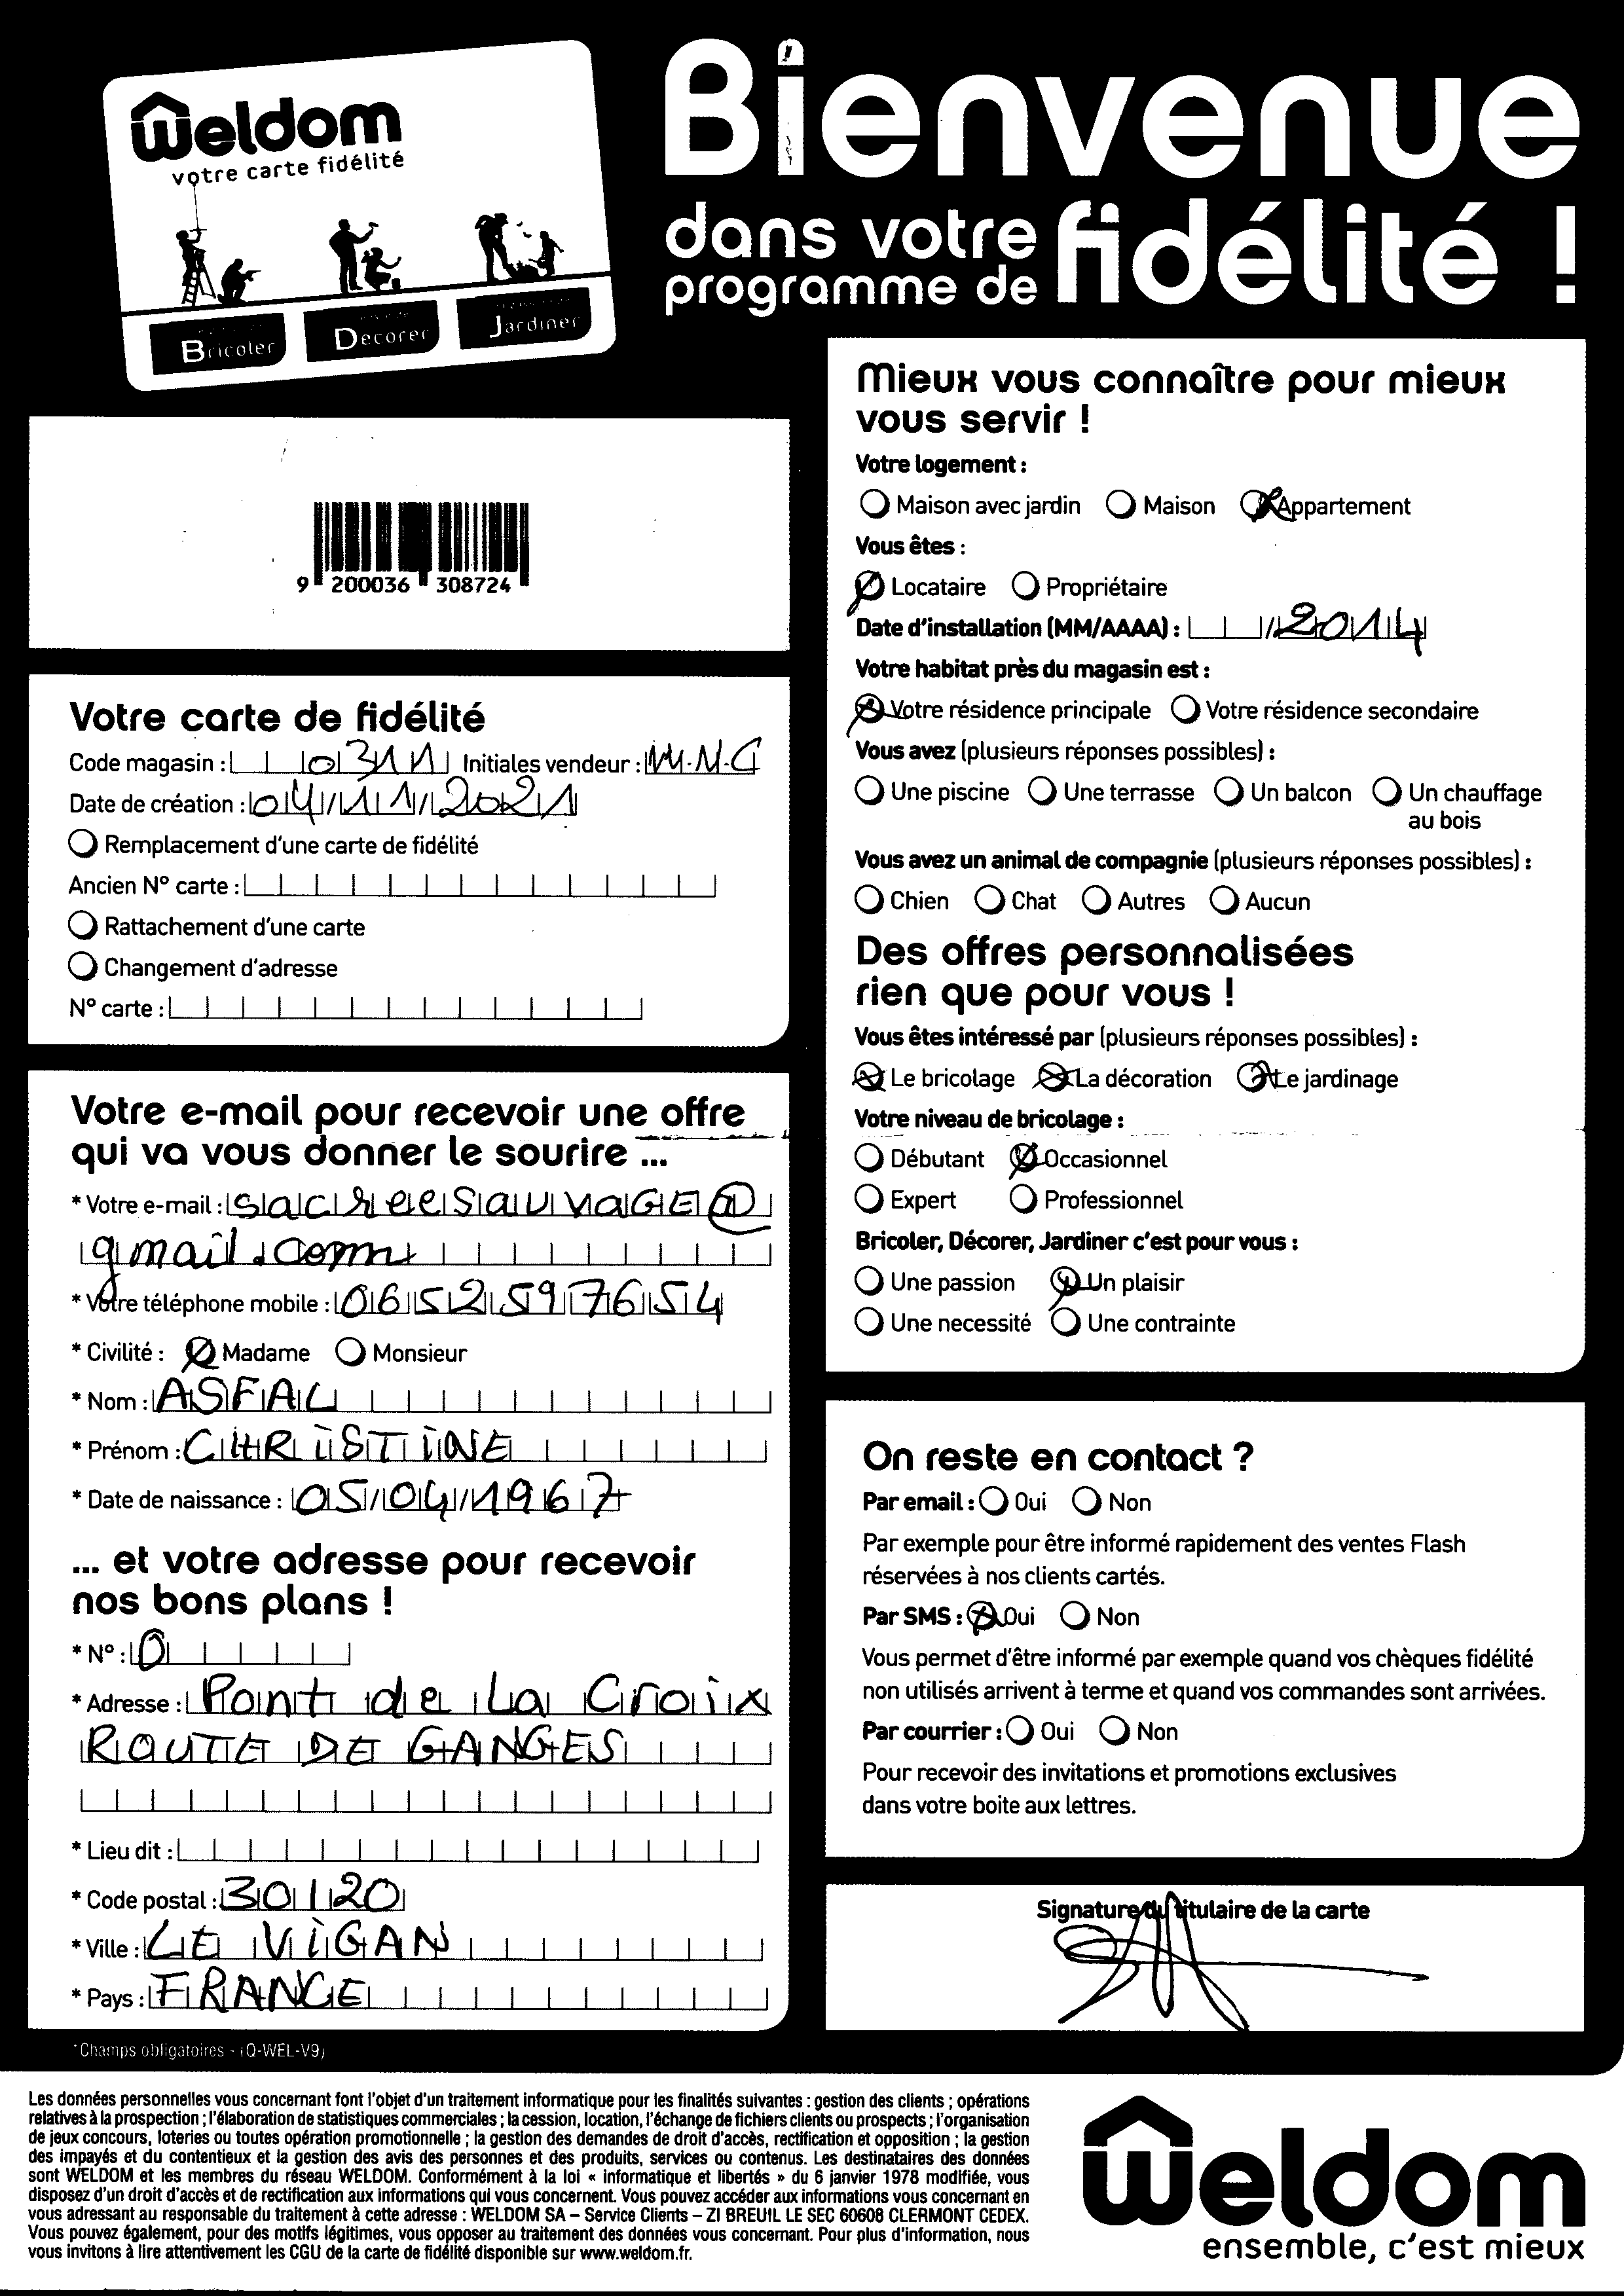 Weldom
votre carte fidélité
Bricoler
Décorer
Jardiner
Bienvenue
dans votre
programme de fidélité !
9 200036 308724
Votre carte de fidélité
Code magasin : 0311 Initiales vendeur : M.M.C
Date de création : 04/11/2021
Remplacement d'une carte de fidélité
Ancien N° carte :
Rattachement d'une carte
Changement d'adresse
N° carte :
Votre e-mail pour recevoir une offre
qui va vous donner le sourire ...
* Votre e-mail : sacreesauvaGE@
gmail.com
* Votre téléphone mobile : 0652597654
* Civilité : Madame Monsieur
* Nom : ASFAL
* Prénom : CHRISTINE
* Date de naissance : 05/04/1967
... et votre adresse pour recevoir
nos bons plans !
* N° : 0
* Adresse : Pont de La Croix
ROUTE DE GANGES
* Lieu dit :
* Code postal : 30120
* Ville : LE VIGAN
* Pays : FRANCE
*Champs obligatoires - (Q-WEL-V9)
Mieux vous connaître pour mieux
vous servir !
Votre logement :
Maison avec jardin Maison Appartement
Vous êtes :
Locataire Propriétaire
Date d'installation (MM/AAAA) : /2014
Votre habitat près du magasin est :
Votre résidence principale Votre résidence secondaire
Vous avez (plusieurs réponses possibles) :
Une piscine Une terrasse Un balcon Un chauffage
au bois
Vous avez un animal de compagnie (plusieurs réponses possibles) :
Chien Chat Autres Aucun
Des offres personnalisées
rien que pour vous !
Vous êtes intéressé par (plusieurs réponses possibles) :
Le bricolage La décoration Le jardinage
Votre niveau de bricolage :
Débutant Occasionnel
Expert Professionnel
Bricoler, Décorer, Jardiner c'est pour vous :
Une passion Un plaisir
Une necessité Une contrainte
On reste en contact ?
Par email : Oui Non
Par exemple pour être informé rapidement des ventes Flash
réservées à nos clients cartés.
Par SMS : Oui Non
Vous permet d'être informé par exemple quand vos chèques fidélité
non utilisés arrivent à terme et quand vos commandes sont arrivées.
Par courrier : Oui Non
Pour recevoir des invitations et promotions exclusives
dans votre boite aux lettres.
Signature du titulaire de la carte
Les données personnelles vous concernant font l'objet d'un traitement informatique pour les finalités suivantes : gestion des clients ; opérations
relatives à la prospection ; l'élaboration de statistiques commerciales ; la cession, location, l'échange de fichiers clients ou prospects ; l'organisation
de jeux concours, loteries ou toutes opération promotionnelle ; la gestion des demandes de droit d'accès, rectification et opposition ; la gestion
des impayés et du contentieux et la gestion des avis des personnes et des produits, services ou contenus. Les destinataires des données
sont WELDOM et les membres du réseau WELDOM. Conformément à la loi « informatique et libertés » du 6 janvier 1978 modifiée, vous
disposez d'un droit d'accès et de rectification aux informations qui vous concernent. Vous pouvez accéder aux informations vous concernant en
vous adressant au responsable du traitement à cette adresse : WELDOM SA – Service Clients – ZI BREUIL LE SEC 60608 CLERMONT CEDEX.
Vous pouvez également, pour des motifs légitimes, vous opposer au traitement des données vous concernant. Pour plus d'information, nous
vous invitons à lire attentivement les CGU de la carte de fidélité disponible sur www.weldom.fr.
Weldom
ensemble, c'est mieux